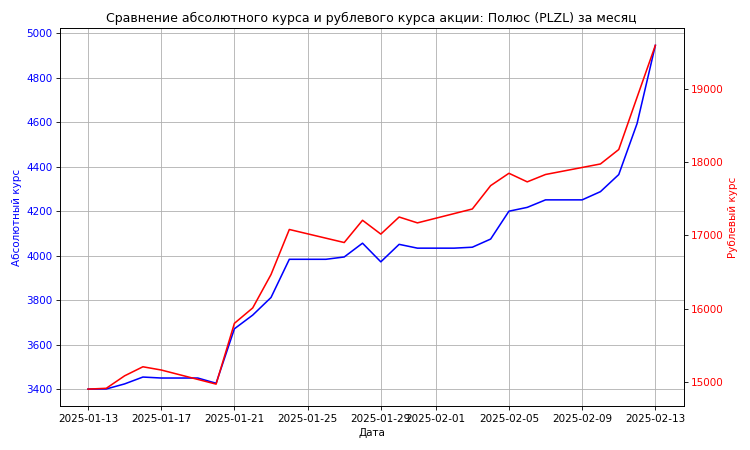 Сравнение абсолютного курса и рублевого курса акции: Полюс (PLZL) за месяц
5000
4800
4600
4400
4200
4000
3800
3600
3400
Абсолютный курс
19000
18000
17000
16000
15000
Рублевый курс
2025-01-13 2025-01-17 2025-01-21 2025-01-25 2025-01-29 2025-02-01 2025-02-05 2025-02-09 2025-02-13
Дата